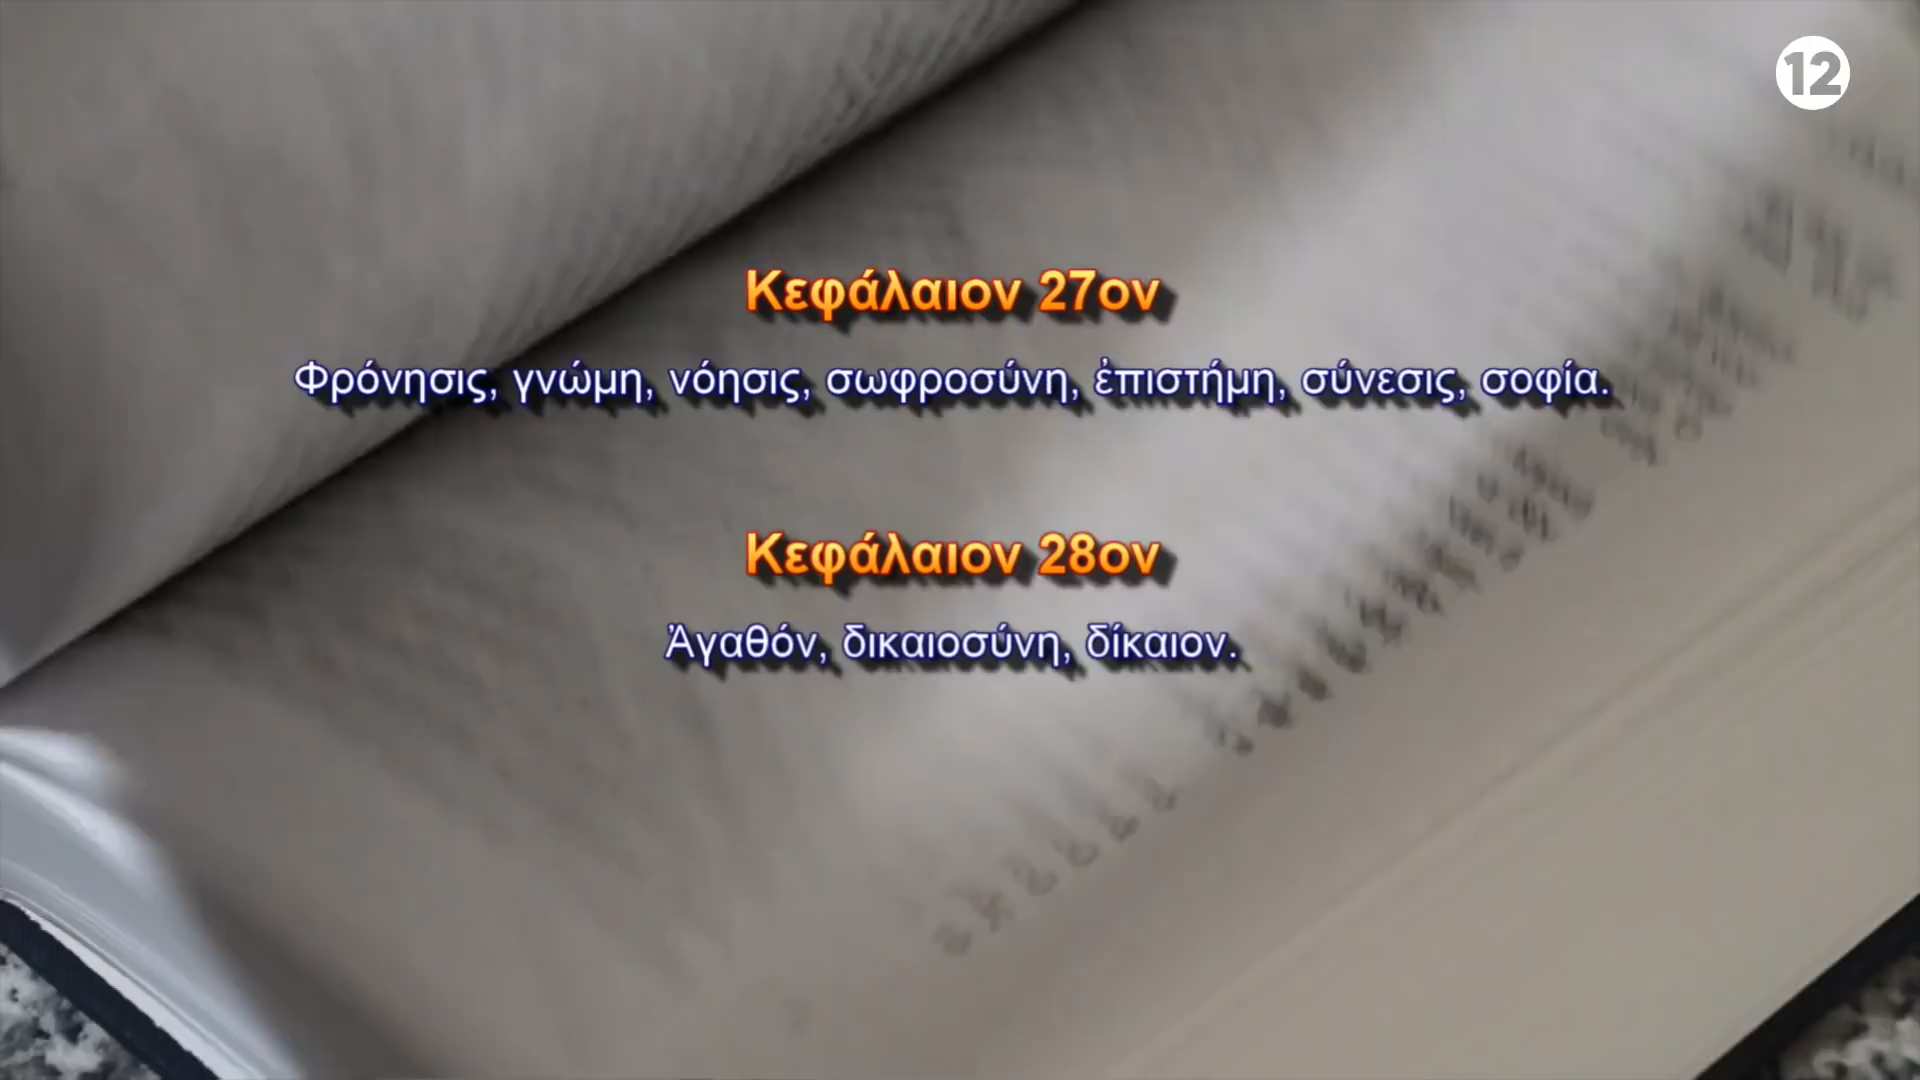 12
Κεφάλαιον 27ον
Φρόνησις, γνώμη, νόησις, σωφροσύνη, ἐπιστήμη, σύνεσις, σοφία.
Κεφάλαιον 28ον
Ἀγαθόν, δικαιοσύνη, δίκαιον.